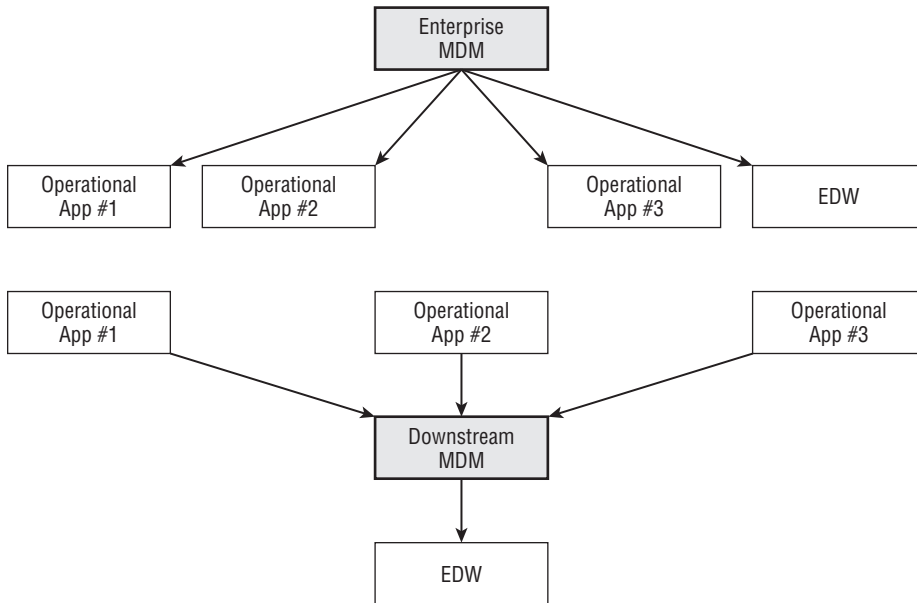 Enterprise
MDM
Operational
App #1
Operational
App #2
Operational
App #3
EDW
Operational
App #1
Operational
App #2
Operational
App #3
Downstream
MDM
EDW